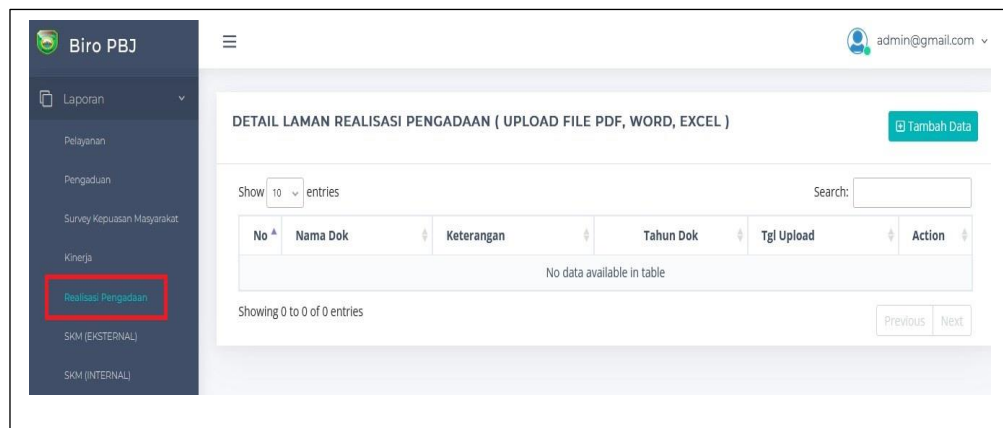 Biro PBJ
admin@gmail.com
Laporan
Pelayanan
Pengaduan
Survey Kepuasan Masyarakat
Kinerja
Realisasi Pengadaan
SKM (EKSTERNAL)
SKM (INTERNAL)
DETAIL LAMAN REALISASI PENGADAAN ( UPLOAD FILE PDF, WORD, EXCEL )
Tambah Data
Show 10 entries
Search:
No Nama Dok Keterangan Tahun Dok Tgl Upload Action
No data available in table
Showing 0 to 0 of 0 entries
Previous Next